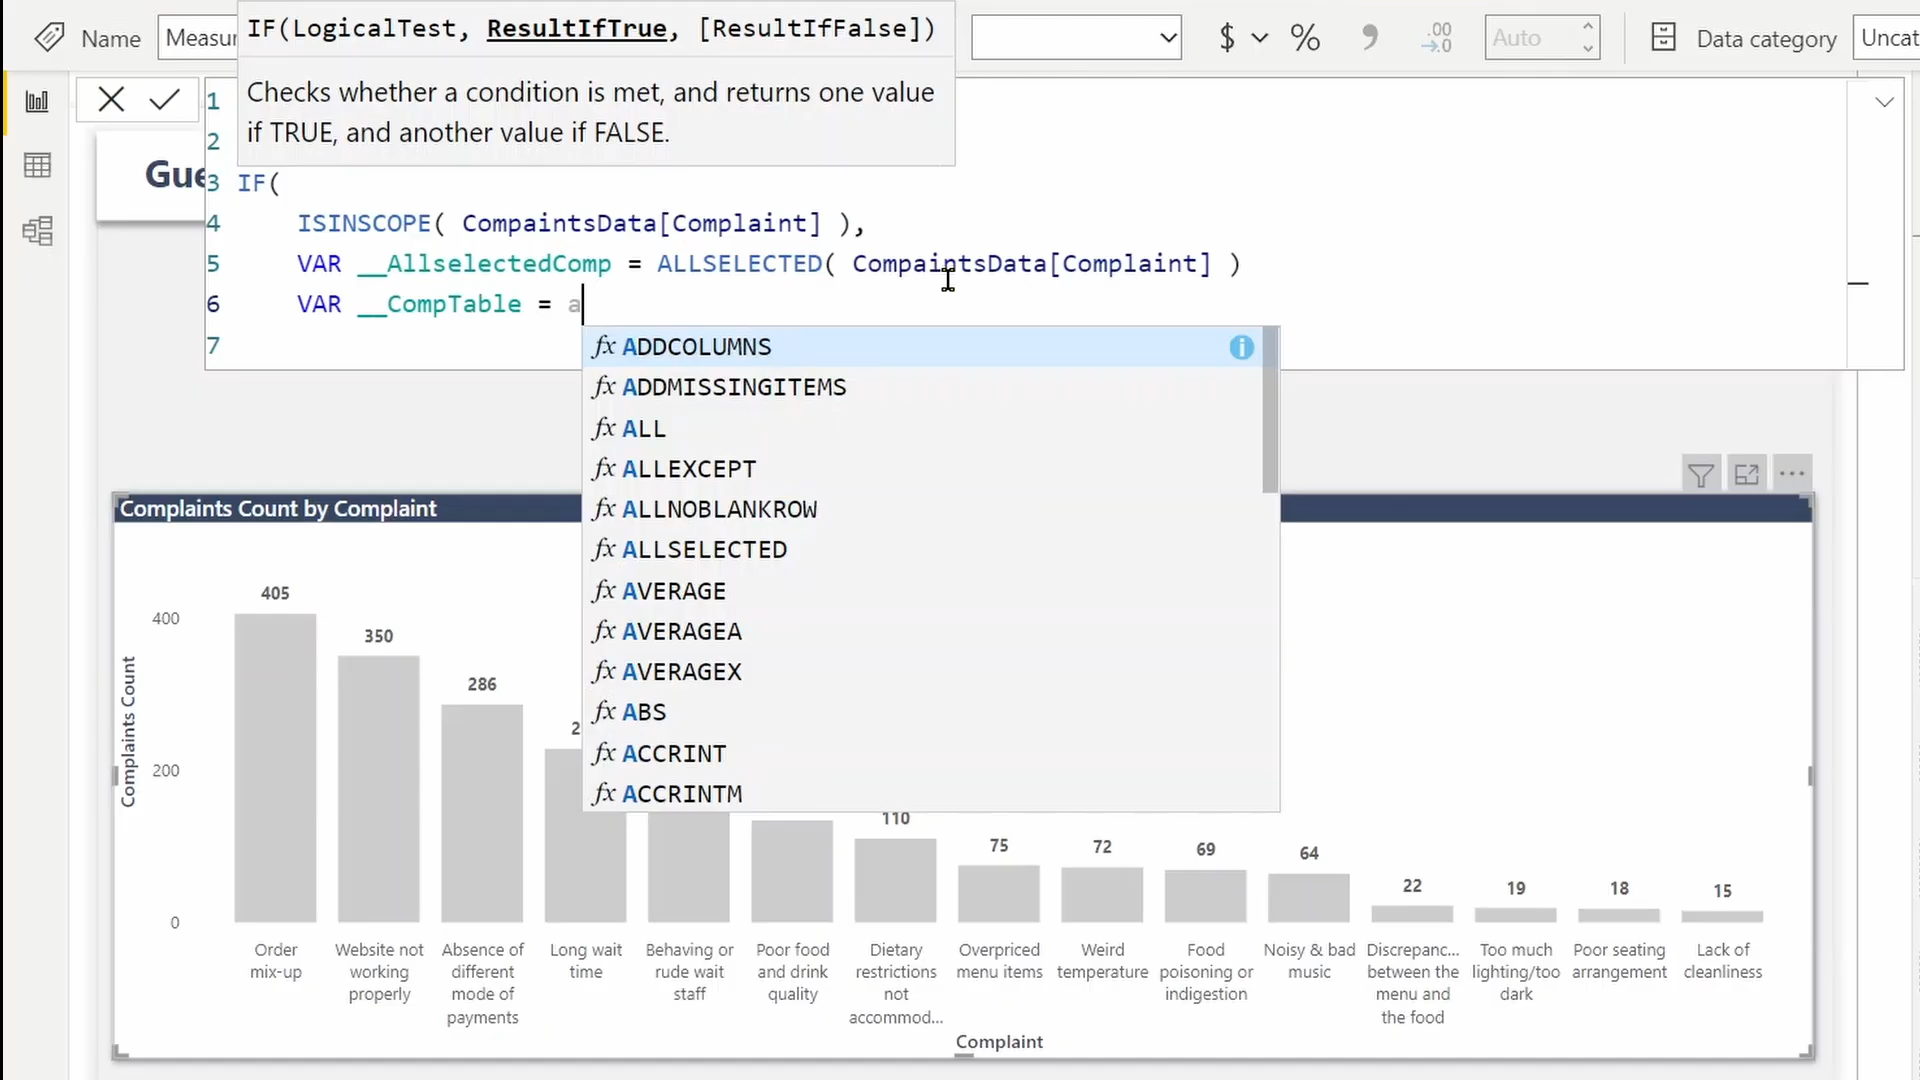 Name
Measur
IF(LogicalTest, ResultIfTrue, [ResultIfFalse])
Checks whether a condition is met, and returns one value
if TRUE, and another value if FALSE.
$ % .00
Auto
Data category
Uncat
Gue
1
2
3 IF(
4 ISINSCOPE( CompaintsData[Complaint] ),
5 VAR __AllselectedComp = ALLSELECTED( CompaintsData[Complaint] )
6 VAR __CompTable = a
7
fx ADDCOLUMNS
fx ADDMISSINGITEMS
fx ALL
fx ALLEXCEPT
fx ALLNOBLANKROW
fx ALLSELECTED
fx AVERAGE
fx AVERAGEA
fx AVERAGEX
fx ABS
fx ACCRINT
fx ACCRINTM
Complaints Count by Complaint
Complaints Count
400
200
0
405
350
286
2
110
75
72
69
64
22
19
18
15
Order
mix-up
Website not
working
properly
Absence of
different
mode of
payments
Long wait
time
Behaving or
rude wait
staff
Poor food
and drink
quality
Dietary
restrictions
not
accommod...
Overpriced
menu items
Weird
temperature
Food
poisoning or
indigestion
Noisy & bad
music
Discrepanc...
between the
menu and
the food
Too much
lighting/too
dark
Poor seating
arrangement
Lack of
cleanliness
Complaint